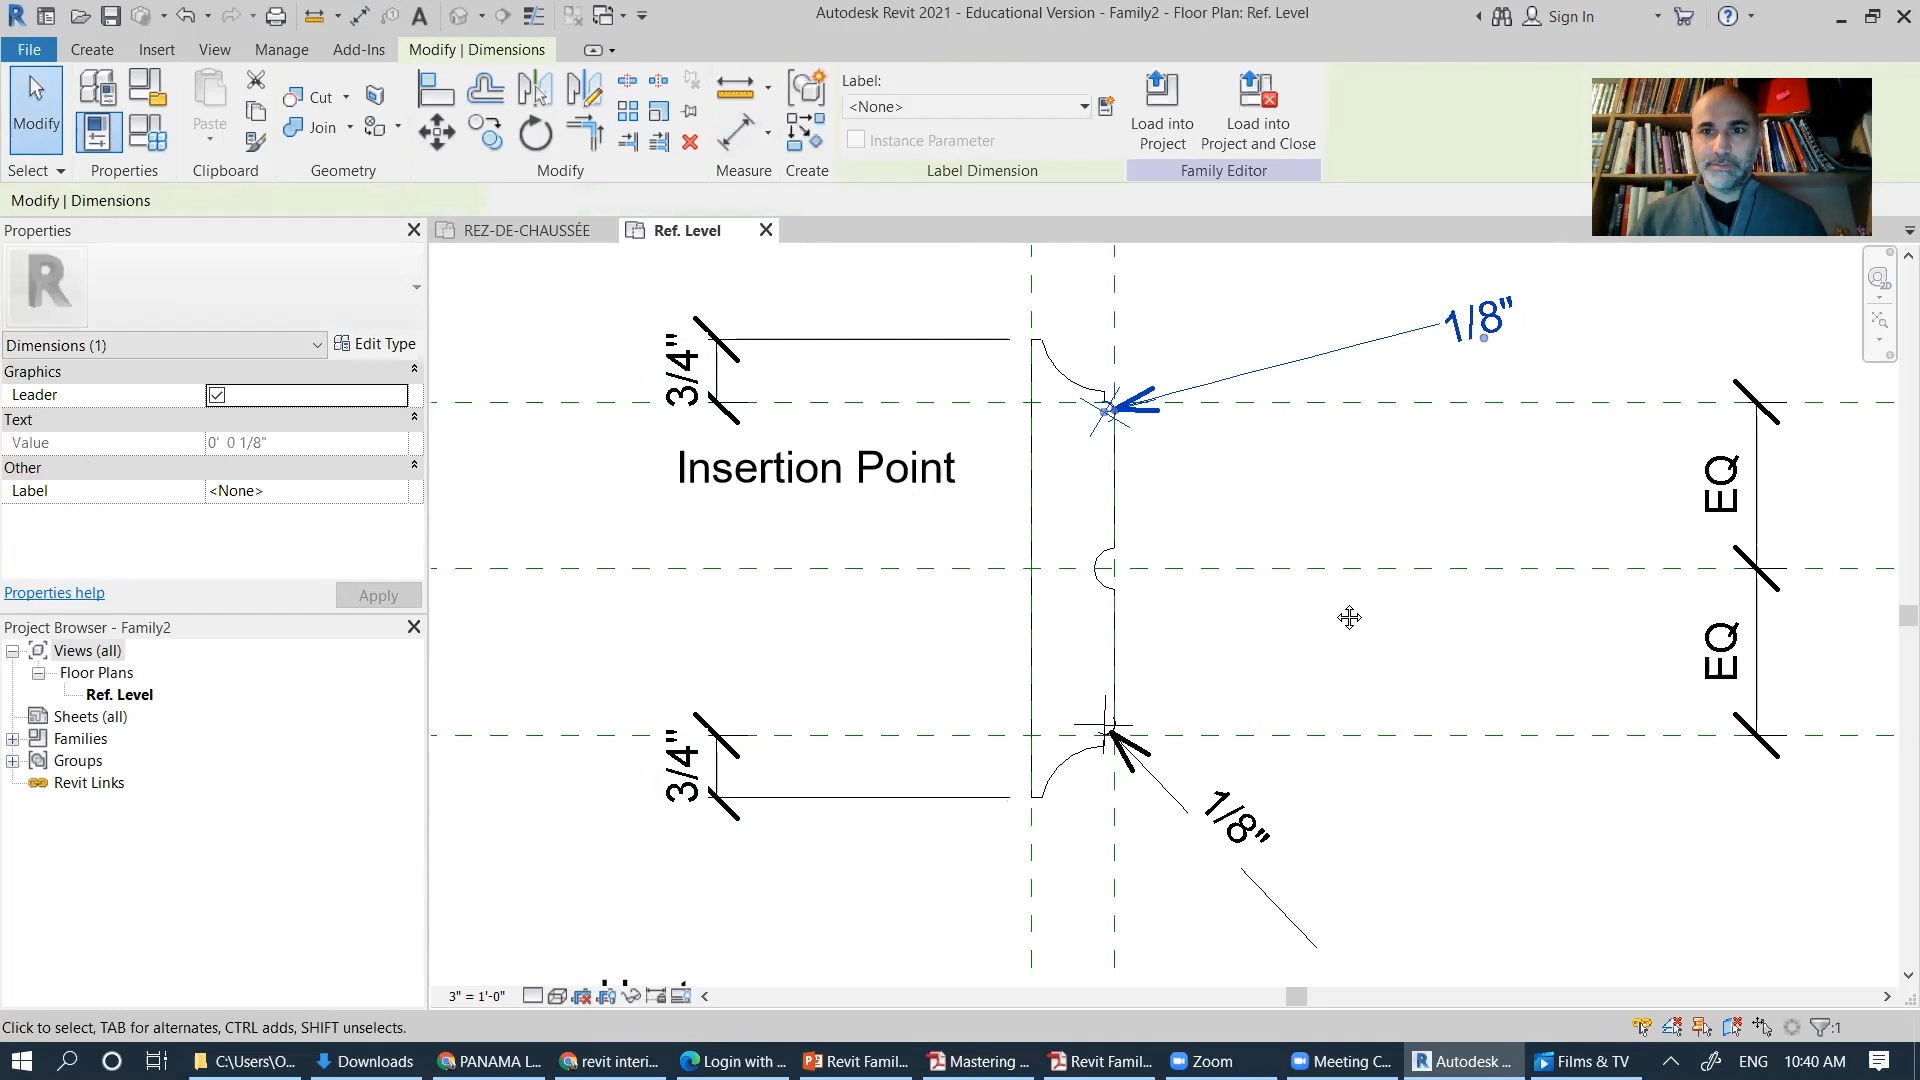 Autodesk Revit 2021 - Educational Version - Family2 - Floor Plan: Ref. Level
Sign In
File Create Insert View Manage Add-Ins Modify | Dimensions
Modify
Paste
Cut
Join
Label:
<None>
Instance Parameter
Load into
Project
Load into
Project and Close
Select Properties Clipboard Geometry Modify Measure Create Label Dimension Family Editor
Modify | Dimensions
Properties
REZ-DE-CHAUSSÉE
Ref. Level
Dimensions (1)
Edit Type
Graphics
Leader
Text
Value 0' 0 1/8"
Other
Label <None>
Properties help
Apply
Project Browser - Family2
Views (all)
Floor Plans
Ref. Level
Sheets (all)
Families
Groups
Revit Links
1/8"
3/4"
Insertion Point
EQ
EQ
3/4"
1/8"
2D
3" = 1'-0"
Click to select, TAB for alternates, CTRL adds, SHIFT unselects.
:1
C:\Users\O...
Downloads
PANAMA L...
revit interi...
Login with ...
Revit Famil...
Mastering ...
Revit Famil...
Zoom
Meeting C...
Autodesk ...
Films & TV
ENG
10:40 AM